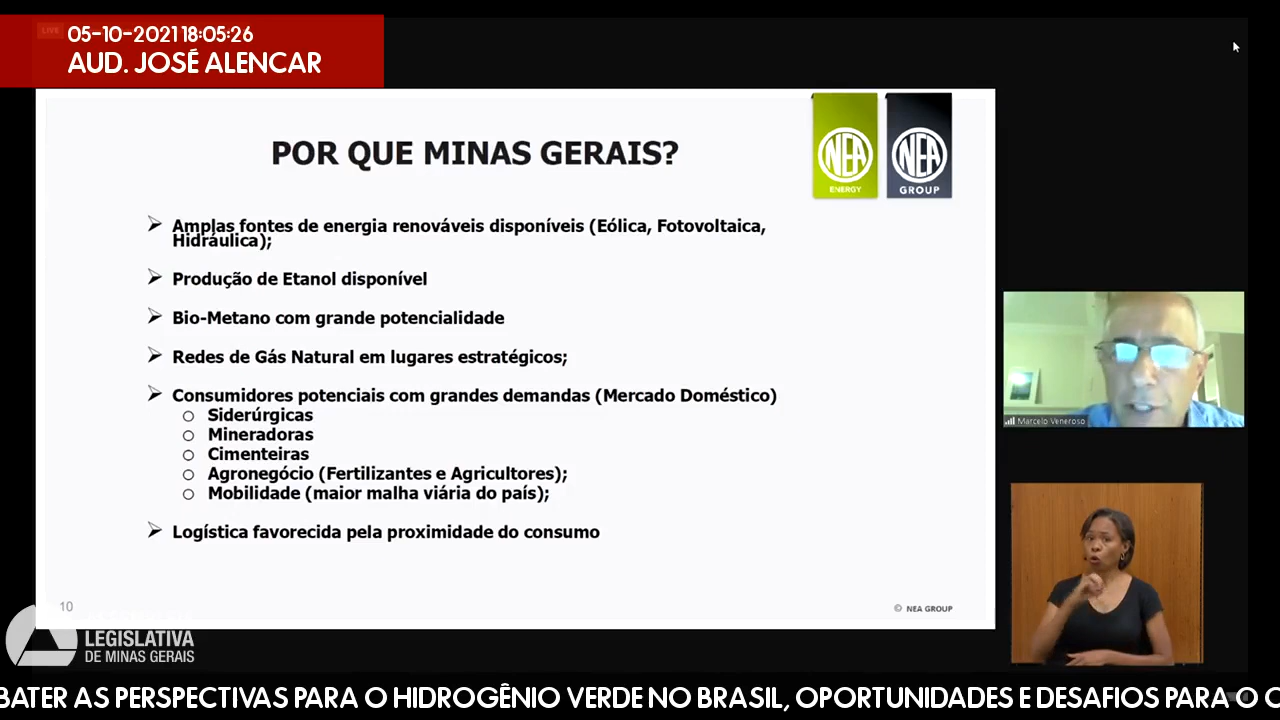 LIVE
05-10-2021 18:05:26
AUD. JOSÉ ALENCAR
POR QUE MINAS GERAIS?
NEA
ENERGY
NEA
GROUP
Amplas fontes de energia renováveis disponíveis (Eólica, Fotovoltaica,
Hidráulica);
Produção de Etanol disponível
Bio-Metano com grande potencialidade
Redes de Gás Natural em lugares estratégicos;
Consumidores potenciais com grandes demandas (Mercado Doméstico)
Siderúrgicas
Mineradoras
Cimenteiras
Agronegócio (Fertilizantes e Agricultores);
Mobilidade (maior malha viária do país);
Logística favorecida pela proximidade do consumo
10
© NEA GROUP
Marcelo Veneroso
LEGISLATIVA
DE MINAS GERAIS
BATER AS PERSPECTIVAS PARA O HIDROGÊNIO VERDE NO BRASIL, OPORTUNIDADES E DESAFIOS PARA O